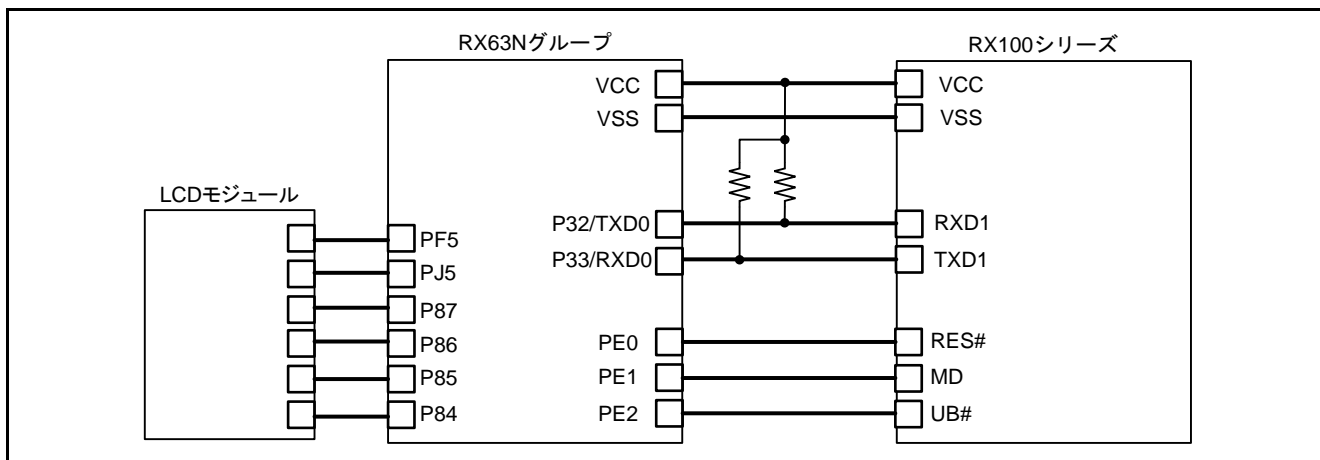 RX63Nグループ
RX100シリーズ
VCC
VCC
VSS
VSS
LCDモジュール
P32/TXD0
RXD1
PF5
P33/RXD0
TXD1
PJ5
P87
P86
PE0
RES#
P85
PE1
MD
P84
PE2
UB#